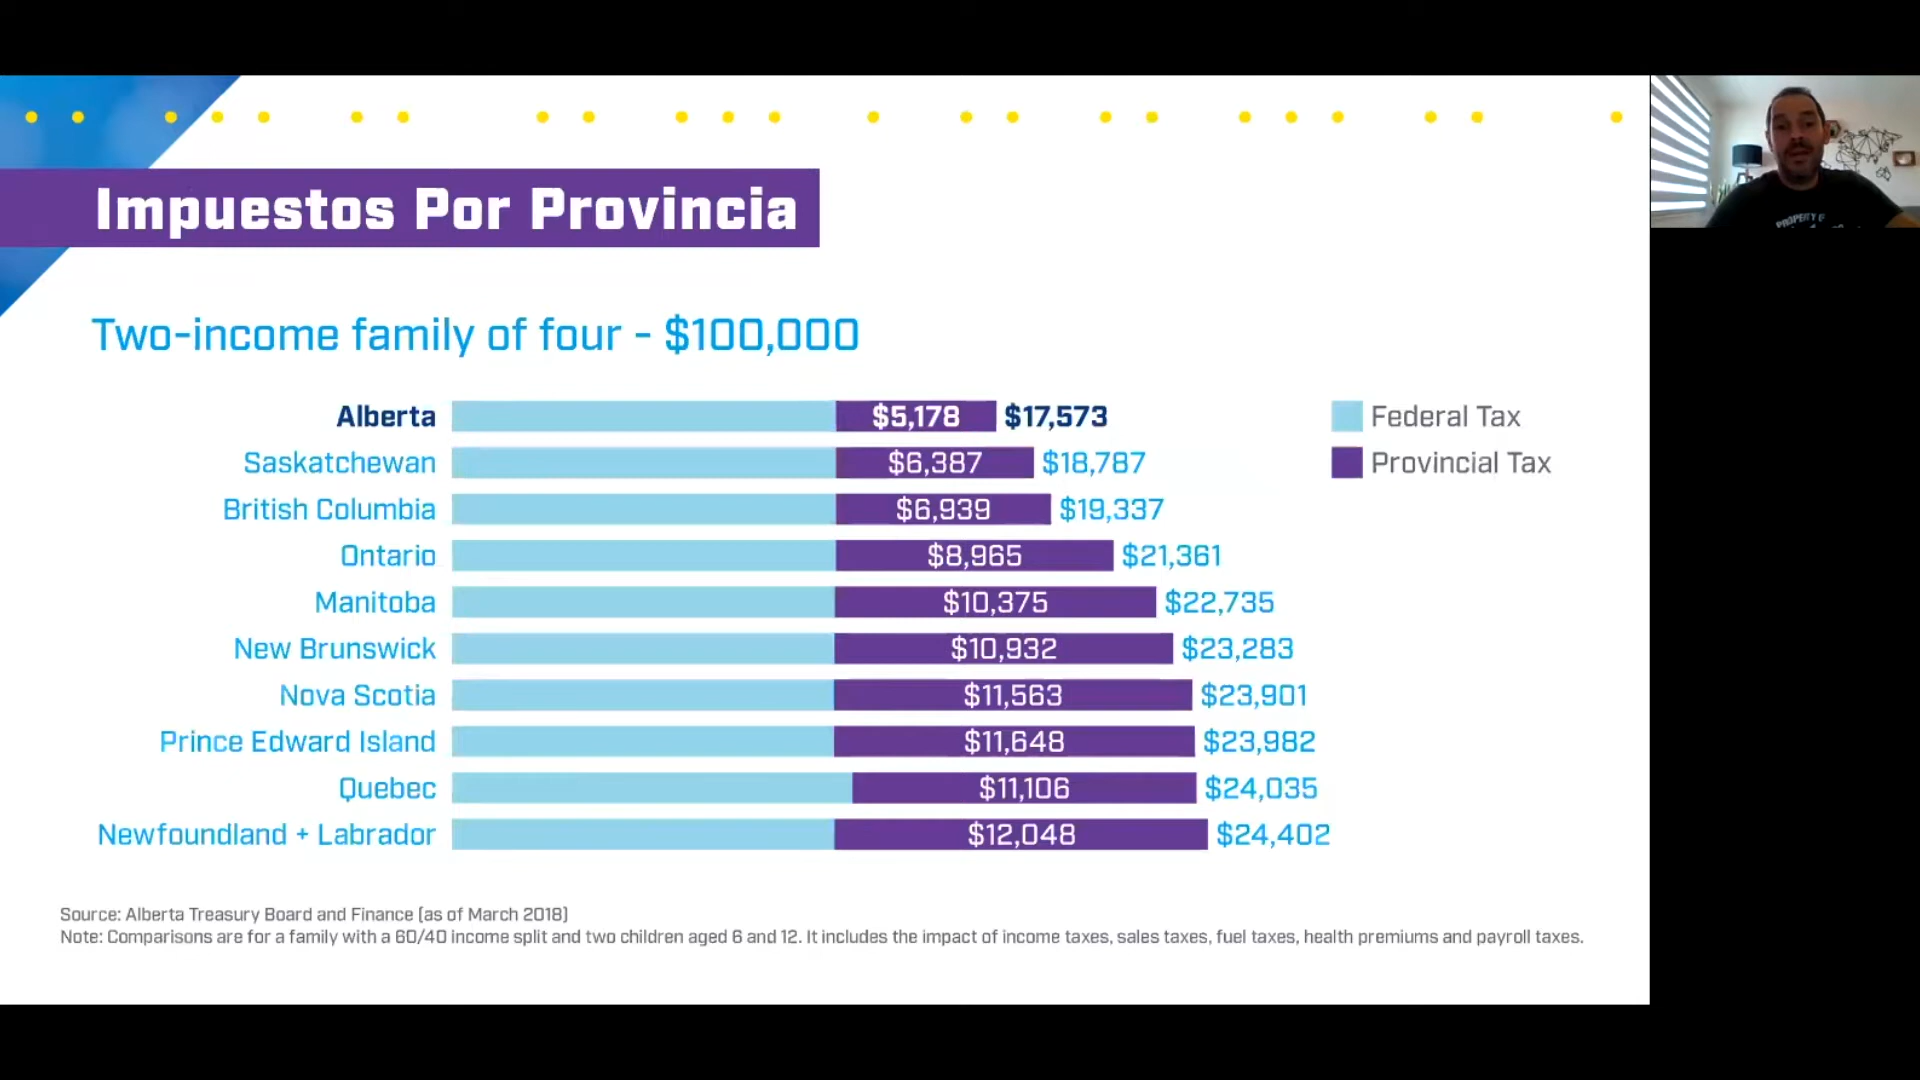 Impuestos Por Provincia
Two-income family of four - $100,000
Alberta $5,178 $17,573
Saskatchewan $6,387 $18,787
British Columbia $6,939 $19,337
Ontario $8,965 $21,361
Manitoba $10,375 $22,735
New Brunswick $10,932 $23,283
Nova Scotia $11,563 $23,901
Prince Edward Island $11,648 $23,982
Quebec $11,106 $24,035
Newfoundland + Labrador $12,048 $24,402
Federal Tax
Provincial Tax
Source: Alberta Treasury Board and Finance (as of March 2018)
Note: Comparisons are for a family with a 60/40 income split and two children aged 6 and 12. It includes the impact of income taxes, sales taxes, fuel taxes, health premiums and payroll taxes.
PROPERTY